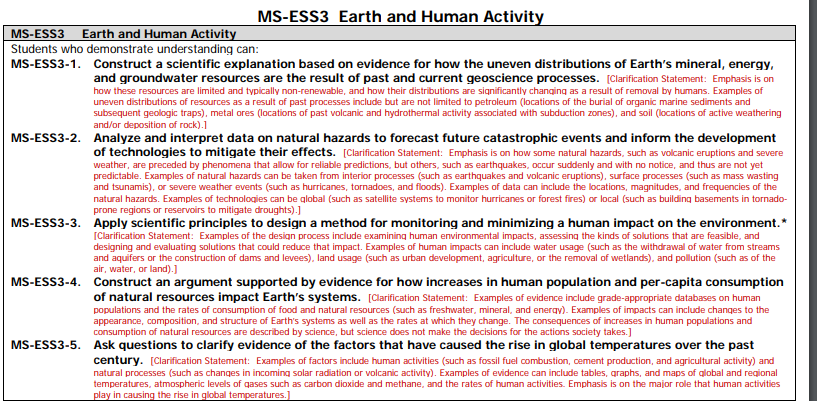 MS-ESS3 Earth and Human Activity
MS-ESS3 Earth and Human Activity
Students who demonstrate understanding can:
MS-ESS3-1. Construct a scientific explanation based on evidence for how the uneven distributions of Earth's mineral, energy,
and groundwater resources are the result of past and current geoscience processes. [Clarification Statement: Emphasis is on
how these resources are limited and typically non-renewable, and how their distributions are significantly changing as a result of removal by humans. Examples of
uneven distributions of resources as a result of past processes include but are not limited to petroleum (locations of the burial of organic marine sediments and
subsequent geologic traps), metal ores (locations of past volcanic and hydrothermal activity associated with subduction zones), and soil (locations of active weathering
and/or deposition of rock).]
MS-ESS3-2. Analyze and interpret data on natural hazards to forecast future catastrophic events and inform the development
of technologies to mitigate their effects. [Clarification Statement: Emphasis is on how some natural hazards, such as volcanic eruptions and severe
weather, are preceded by phenomena that allow for reliable predictions, but others, such as earthquakes, occur suddenly and with no notice, and thus are not yet
predictable. Examples of natural hazards can be taken from interior processes (such as earthquakes and volcanic eruptions), surface processes (such as mass wasting
and tsunamis), or severe weather events (such as hurricanes, tornadoes, and floods). Examples of data can include the locations, magnitudes, and frequencies of the
natural hazards. Examples of technologies can be global (such as satellite systems to monitor hurricanes or forest fires) or local (such as building basements in tornado-
prone regions or reservoirs to mitigate droughts).]
MS-ESS3-3. Apply scientific principles to design a method for monitoring and minimizing a human impact on the environment.*
[Clarification Statement: Examples of the design process include examining human environmental impacts, assessing the kinds of solutions that are feasible, and
designing and evaluating solutions that could reduce that impact. Examples of human impacts can include water usage (such as the withdrawal of water from streams
and aquifers or the construction of dams and levees), land usage (such as urban development, agriculture, or the removal of wetlands), and pollution (such as of the
air, water, or land).]
MS-ESS3-4. Construct an argument supported by evidence for how increases in human population and per-capita consumption
of natural resources impact Earth's systems. [Clarification Statement: Examples of evidence include grade-appropriate databases on human
populations and the rates of consumption of food and natural resources (such as freshwater, mineral, and energy). Examples of impacts can include changes to the
appearance, composition, and structure of Earth's systems as well as the rates at which they change. The consequences of increases in human populations and
consumption of natural resources are described by science, but science does not make the decisions for the actions society takes.]
MS-ESS3-5. Ask questions to clarify evidence of the factors that have caused the rise in global temperatures over the past
century. [Clarification Statement: Examples of factors include human activities (such as fossil fuel combustion, cement production, and agricultural activity) and
natural processes (such as changes in incoming solar radiation or volcanic activity). Examples of evidence can include tables, graphs, and maps of global and regional
temperatures, atmospheric levels of gases such as carbon dioxide and methane, and the rates of human activities. Emphasis is on the major role that human activities
play in causing the rise in global temperatures.]